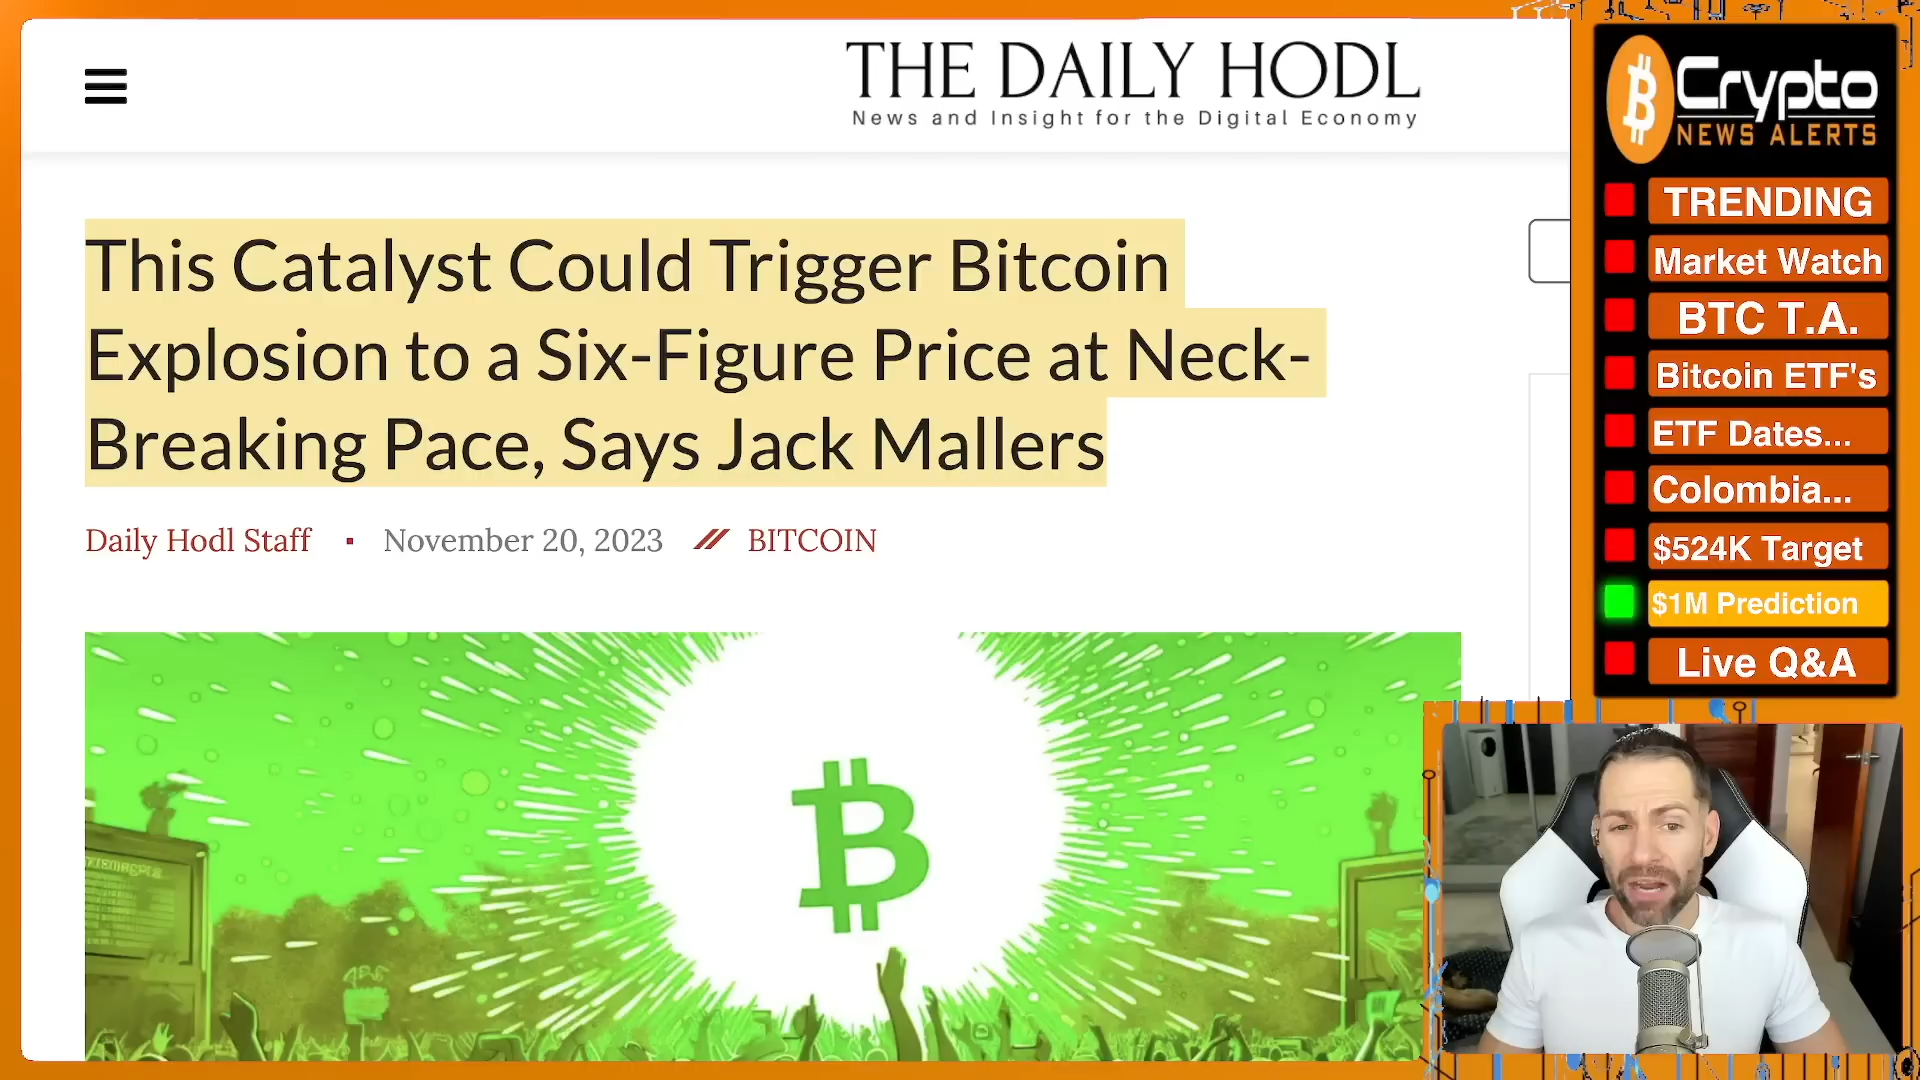 THE DAILY HODL
News and Insight for the Digital Economy
This Catalyst Could Trigger Bitcoin
Explosion to a Six-Figure Price at Neck-
Breaking Pace, Says Jack Mallers
Daily Hodl Staff ▪ November 20, 2023 // BITCOIN
Crypto
NEWS ALERTS
TRENDING
Market Watch
BTC T.A.
Bitcoin ETF's
ETF Dates...
Colombia...
$524K Target
$1M Prediction
Live Q&A